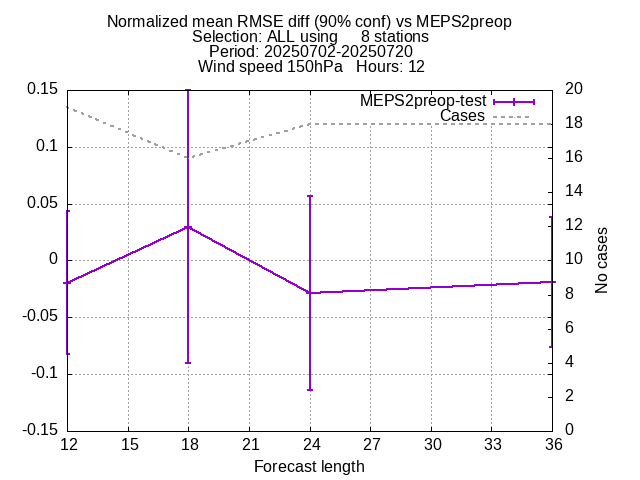 Normalized mean RMSE diff (90% conf) vs MEPS2preop
Selection: ALL using     8 stations
Period: 20250702-20250720
Wind speed 150hPa   Hours: 12
MEPS2preop-test
Cases
0.15
0.1
0.05
0
-0.05
-0.1
-0.15
20
18
16
14
12
10
8
6
4
2
0
No cases
12 15 18 21 24 27 30 33 36
Forecast length